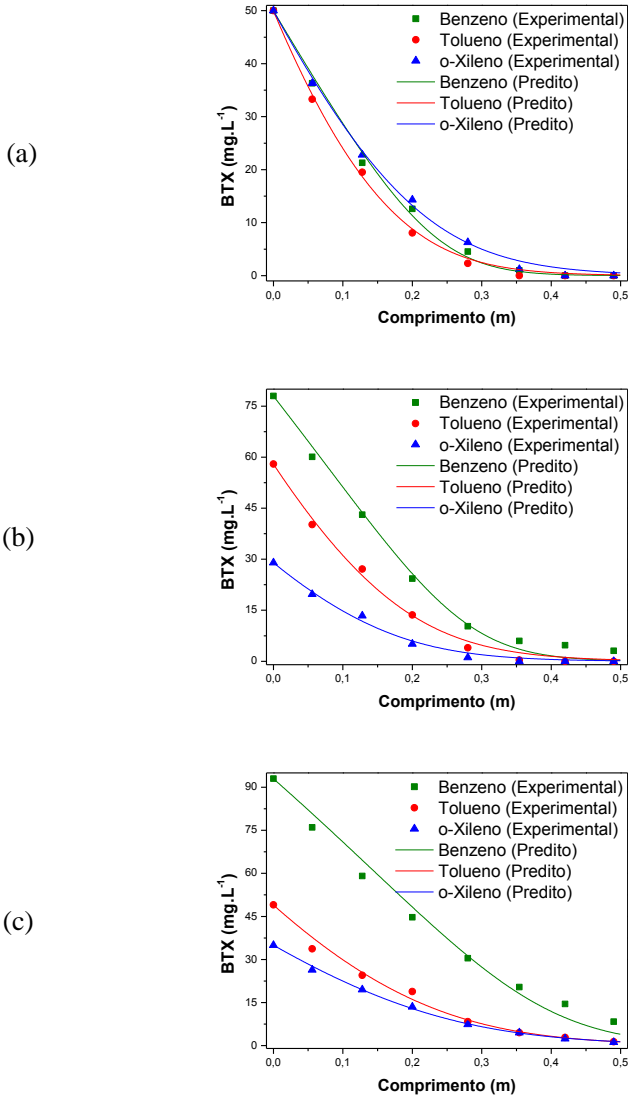 (a)
BTX (mg.L⁻¹)
50
40
30
20
10
0
Benzeno (Experimental)
Tolueno (Experimental)
o-Xileno (Experimental)
Benzeno (Predito)
Tolueno (Predito)
o-Xileno (Predito)
0,0 0,1 0,2 0,3 0,4 0,5
Comprimento (m)
(b)
BTX (mg.L⁻¹)
75
60
45
30
15
0
Benzeno (Experimental)
Tolueno (Experimental)
o-Xileno (Experimental)
Benzeno (Predito)
Tolueno (Predito)
o-Xileno (Predito)
0,0 0,1 0,2 0,3 0,4 0,5
Comprimento (m)
(c)
BTX (mg.L⁻¹)
90
75
60
45
30
15
0
Benzeno (Experimental)
Tolueno (Experimental)
o-Xileno (Experimental)
Benzeno (Predito)
Tolueno (Predito)
o-Xileno (Predito)
0,0 0,1 0,2 0,3 0,4 0,5
Comprimento (m)